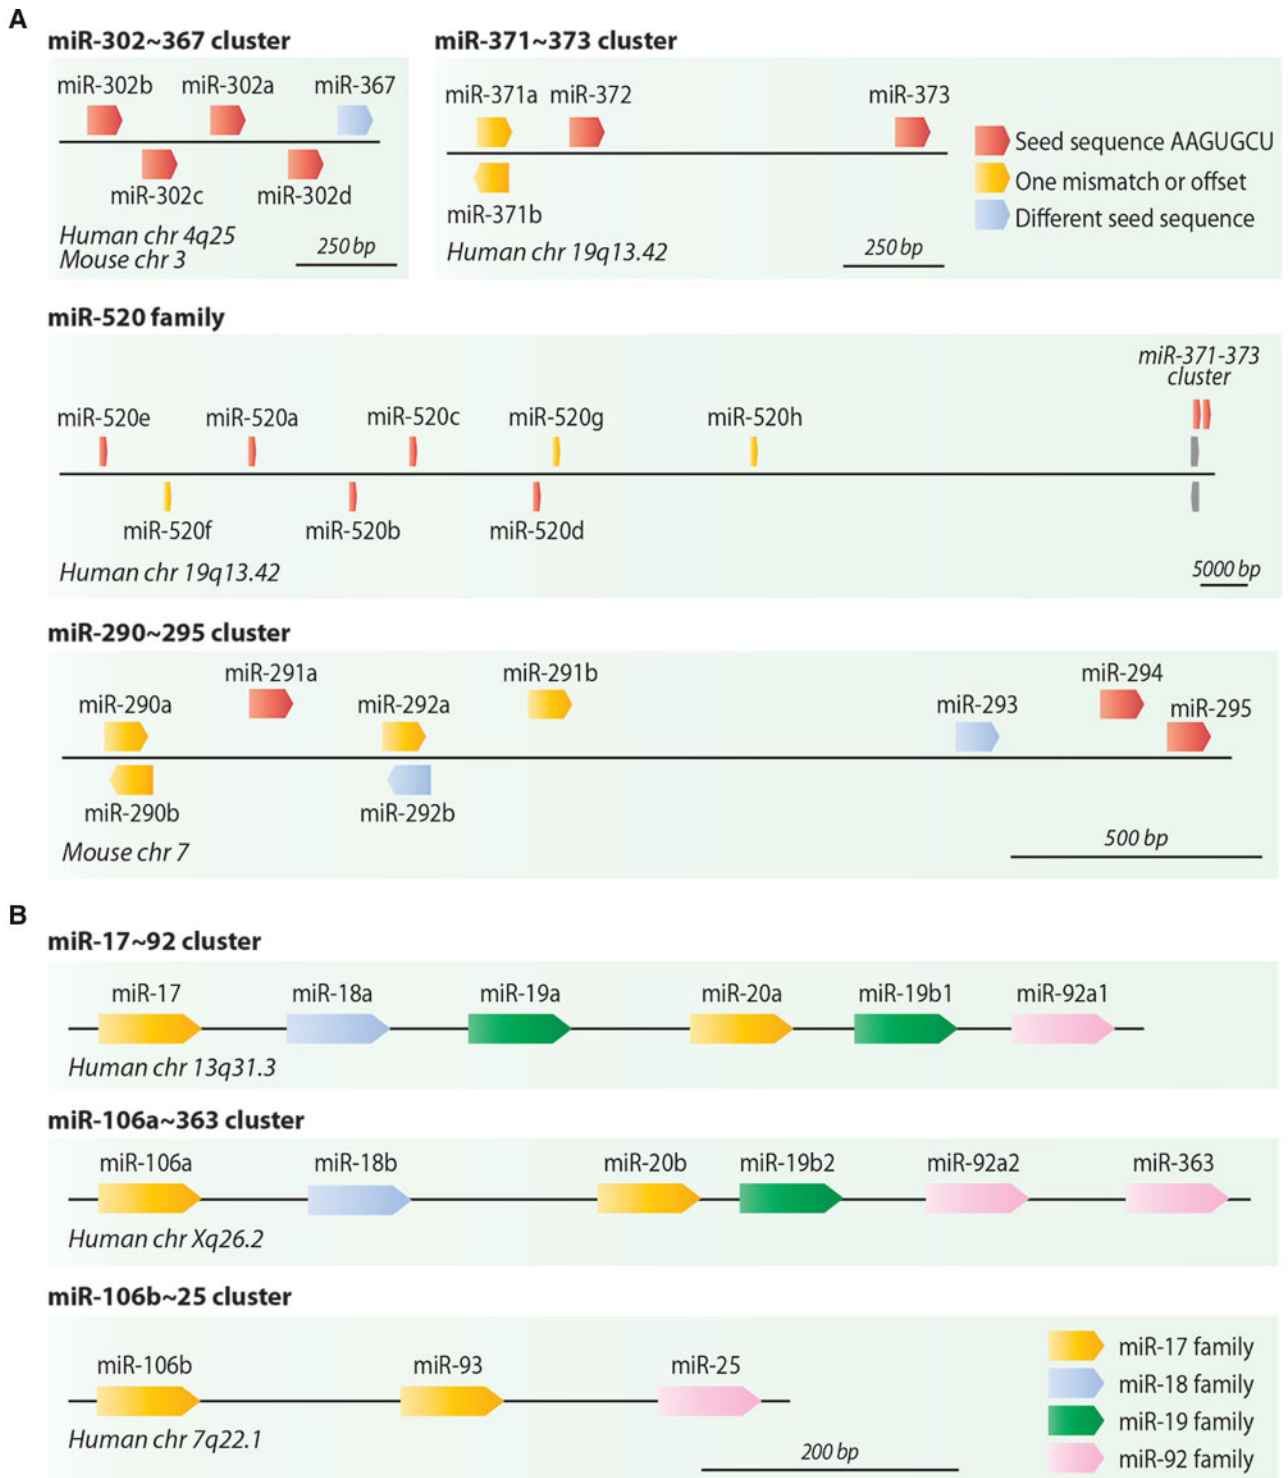 A
miR-302~367 cluster
miR-302b miR-302a miR-367
miR-302c miR-302d
Human chr 4q25
Mouse chr 3
250 bp
miR-371~373 cluster
miR-371a miR-372 miR-373
miR-371b
Human chr 19q13.42
250 bp
Seed sequence AAGUGCU
One mismatch or offset
Different seed sequence
miR-520 family
miR-371-373
cluster
miR-520e miR-520a miR-520c miR-520g miR-520h
miR-520f miR-520b miR-520d
Human chr 19q13.42
5000 bp
miR-290~295 cluster
miR-291a miR-291b miR-294
miR-290a miR-292a miR-293 miR-295
miR-290b miR-292b
Mouse chr 7
500 bp
B
miR-17~92 cluster
miR-17 miR-18a miR-19a miR-20a miR-19b1 miR-92a1
Human chr 13q31.3
miR-106a~363 cluster
miR-106a miR-18b miR-20b miR-19b2 miR-92a2 miR-363
Human chr Xq26.2
miR-106b~25 cluster
miR-106b miR-93 miR-25
Human chr 7q22.1
200 bp
miR-17 family
miR-18 family
miR-19 family
miR-92 family